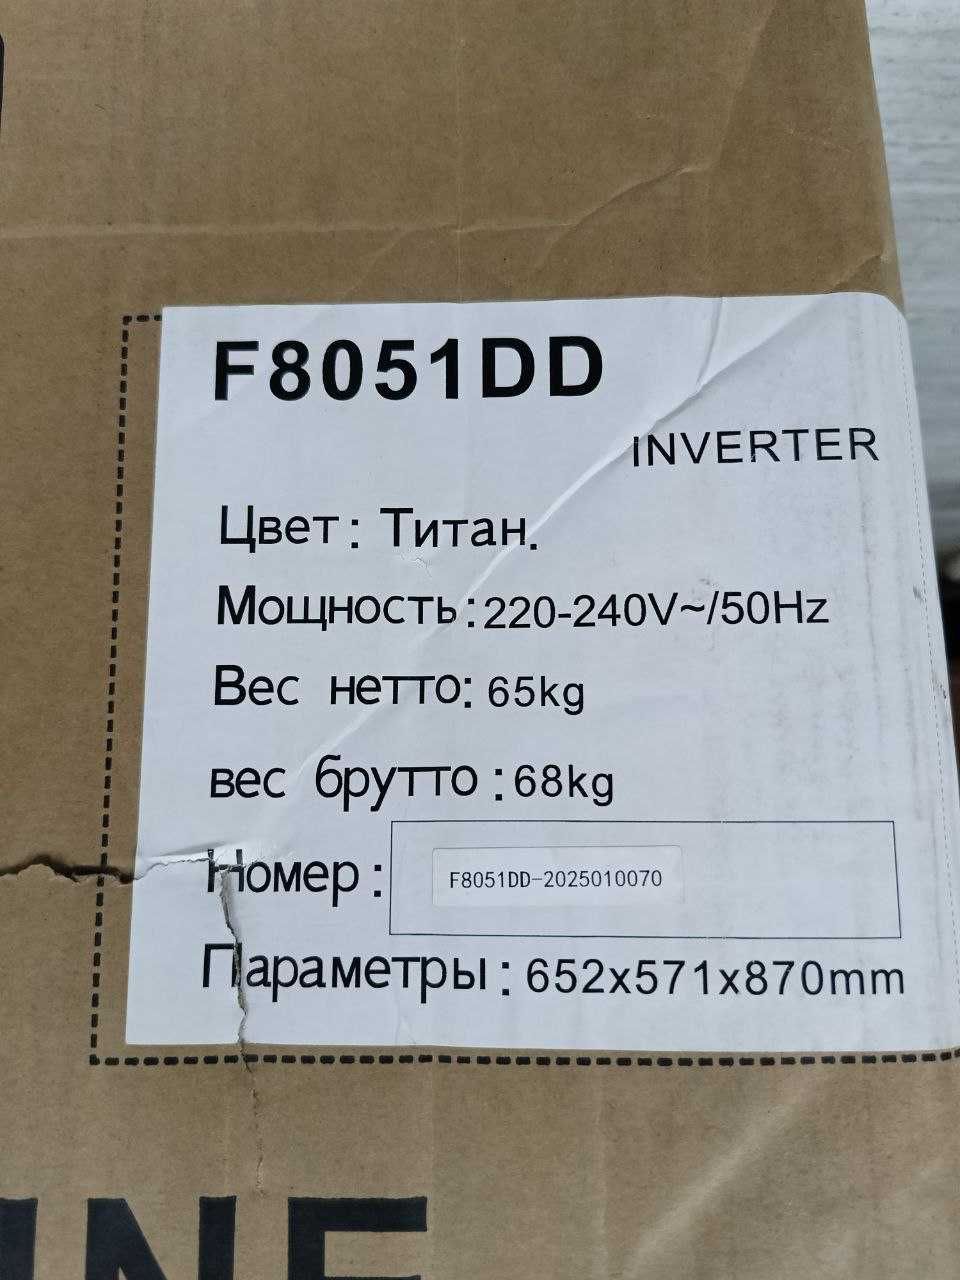 F8051DD
INVERTER
Цвет: Титан.
Мощность:220-240V~/50Hz
Вес нетто: 65kg
вес брутто :68kg
Номер : F8051DD-2025010070
Параметры : 652x571x870mm
INE